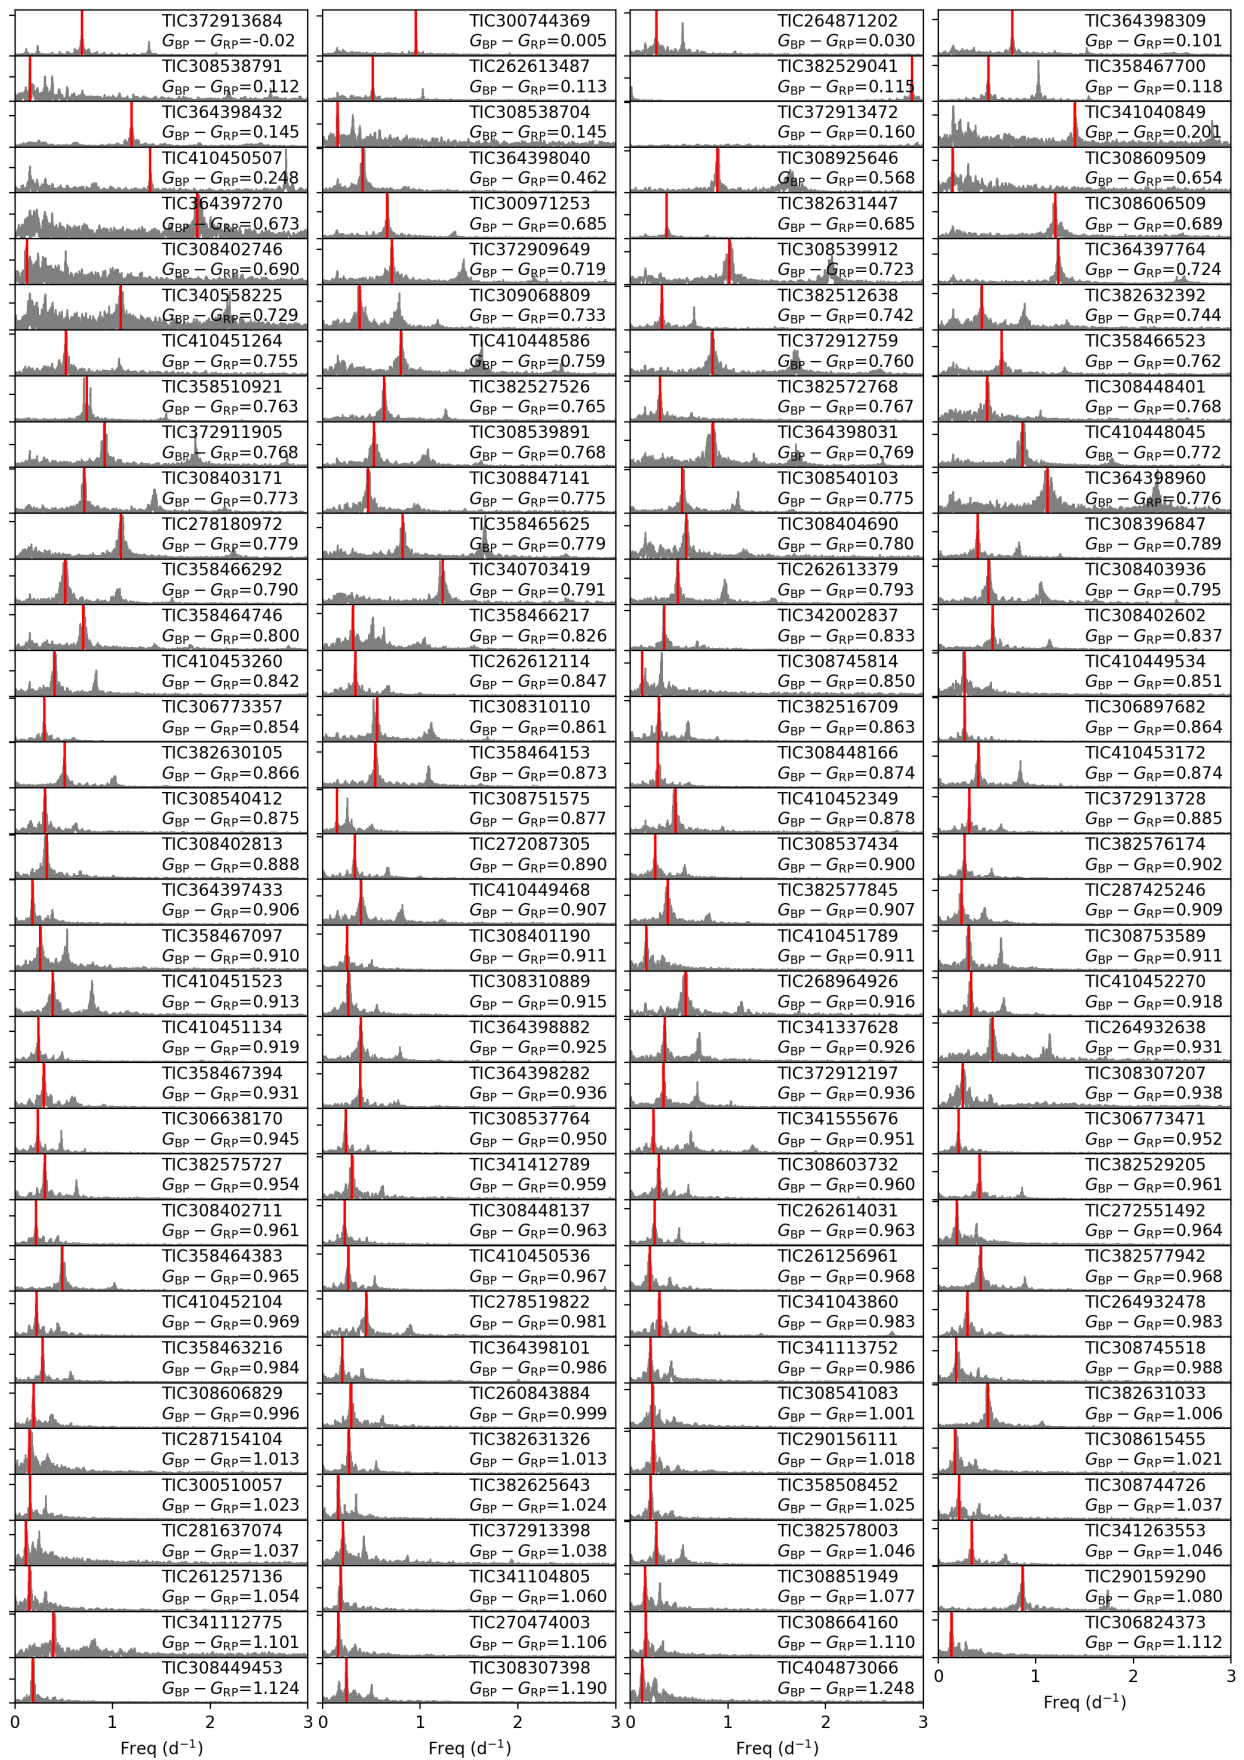 TIC372913684
G_BP − G_RP=-0.02
TIC300744369
G_BP − G_RP=0.005
TIC264871202
G_BP − G_RP=0.030
TIC364398309
G_BP − G_RP=0.101
TIC308538791
G_BP − G_RP=0.112
TIC262613487
G_BP − G_RP=0.113
TIC382529041
G_BP − G_RP=0.115
TIC358467700
G_BP − G_RP=0.118
TIC364398432
G_BP − G_RP=0.145
TIC308538704
G_BP − G_RP=0.145
TIC372913472
G_BP − G_RP=0.160
TIC341040849
G_BP − G_RP=0.201
TIC410450507
G_BP − G_RP=0.248
TIC364398040
G_BP − G_RP=0.462
TIC308925646
G_BP − G_RP=0.568
TIC308609509
G_BP − G_RP=0.654
TIC364397270
G_BP − G_RP=0.673
TIC300971253
G_BP − G_RP=0.685
TIC382631447
G_BP − G_RP=0.685
TIC308606509
G_BP − G_RP=0.689
TIC308402746
G_BP − G_RP=0.690
TIC372909649
G_BP − G_RP=0.719
TIC308539912
G_BP − G_RP=0.723
TIC364397764
G_BP − G_RP=0.724
TIC340558225
G_BP − G_RP=0.729
TIC309068809
G_BP − G_RP=0.733
TIC382512638
G_BP − G_RP=0.742
TIC382632392
G_BP − G_RP=0.744
TIC410451264
G_BP − G_RP=0.755
TIC410448586
G_BP − G_RP=0.759
TIC372912759
G_BP − G_RP=0.760
TIC358466523
G_BP − G_RP=0.762
TIC358510921
G_BP − G_RP=0.763
TIC382527526
G_BP − G_RP=0.765
TIC382572768
G_BP − G_RP=0.767
TIC308448401
G_BP − G_RP=0.768
TIC372911905
G_BP − G_RP=0.768
TIC308539891
G_BP − G_RP=0.768
TIC364398031
G_BP − G_RP=0.769
TIC410448045
G_BP − G_RP=0.772
TIC308403171
G_BP − G_RP=0.773
TIC308847141
G_BP − G_RP=0.775
TIC308540103
G_BP − G_RP=0.775
TIC364398960
G_BP − G_RP=0.776
TIC278180972
G_BP − G_RP=0.779
TIC358465625
G_BP − G_RP=0.779
TIC308404690
G_BP − G_RP=0.780
TIC308396847
G_BP − G_RP=0.789
TIC358466292
G_BP − G_RP=0.790
TIC340703419
G_BP − G_RP=0.791
TIC262613379
G_BP − G_RP=0.793
TIC308403936
G_BP − G_RP=0.795
TIC358464746
G_BP − G_RP=0.800
TIC358466217
G_BP − G_RP=0.826
TIC342002837
G_BP − G_RP=0.833
TIC308402602
G_BP − G_RP=0.837
TIC410453260
G_BP − G_RP=0.842
TIC262612114
G_BP − G_RP=0.847
TIC308745814
G_BP − G_RP=0.850
TIC410449534
G_BP − G_RP=0.851
TIC306773357
G_BP − G_RP=0.854
TIC308310110
G_BP − G_RP=0.861
TIC382516709
G_BP − G_RP=0.863
TIC306897682
G_BP − G_RP=0.864
TIC382630105
G_BP − G_RP=0.866
TIC358464153
G_BP − G_RP=0.873
TIC308448166
G_BP − G_RP=0.874
TIC410453172
G_BP − G_RP=0.874
TIC308540412
G_BP − G_RP=0.875
TIC308751575
G_BP − G_RP=0.877
TIC410452349
G_BP − G_RP=0.878
TIC372913728
G_BP − G_RP=0.885
TIC308402813
G_BP − G_RP=0.888
TIC272087305
G_BP − G_RP=0.890
TIC308537434
G_BP − G_RP=0.900
TIC382576174
G_BP − G_RP=0.902
TIC364397433
G_BP − G_RP=0.906
TIC410449468
G_BP − G_RP=0.907
TIC382577845
G_BP − G_RP=0.907
TIC287425246
G_BP − G_RP=0.909
TIC358467097
G_BP − G_RP=0.910
TIC308401190
G_BP − G_RP=0.911
TIC410451789
G_BP − G_RP=0.911
TIC308753589
G_BP − G_RP=0.911
TIC410451523
G_BP − G_RP=0.913
TIC308310889
G_BP − G_RP=0.915
TIC268964926
G_BP − G_RP=0.916
TIC410452270
G_BP − G_RP=0.918
TIC410451134
G_BP − G_RP=0.919
TIC364398882
G_BP − G_RP=0.925
TIC341337628
G_BP − G_RP=0.926
TIC264932638
G_BP − G_RP=0.931
TIC358467394
G_BP − G_RP=0.931
TIC364398282
G_BP − G_RP=0.936
TIC372912197
G_BP − G_RP=0.936
TIC308307207
G_BP − G_RP=0.938
TIC306638170
G_BP − G_RP=0.945
TIC308537764
G_BP − G_RP=0.950
TIC341555676
G_BP − G_RP=0.951
TIC306773471
G_BP − G_RP=0.952
TIC382575727
G_BP − G_RP=0.954
TIC341412789
G_BP − G_RP=0.959
TIC308603732
G_BP − G_RP=0.960
TIC382529205
G_BP − G_RP=0.961
TIC308402711
G_BP − G_RP=0.961
TIC308448137
G_BP − G_RP=0.963
TIC262614031
G_BP − G_RP=0.963
TIC272551492
G_BP − G_RP=0.964
TIC358464383
G_BP − G_RP=0.965
TIC410450536
G_BP − G_RP=0.967
TIC261256961
G_BP − G_RP=0.968
TIC382577942
G_BP − G_RP=0.968
TIC410452104
G_BP − G_RP=0.969
TIC278519822
G_BP − G_RP=0.981
TIC341043860
G_BP − G_RP=0.983
TIC264932478
G_BP − G_RP=0.983
TIC358463216
G_BP − G_RP=0.984
TIC364398101
G_BP − G_RP=0.986
TIC341113752
G_BP − G_RP=0.986
TIC308745518
G_BP − G_RP=0.988
TIC308606829
G_BP − G_RP=0.996
TIC260843884
G_BP − G_RP=0.999
TIC308541083
G_BP − G_RP=1.001
TIC382631033
G_BP − G_RP=1.006
TIC287154104
G_BP − G_RP=1.013
TIC382631326
G_BP − G_RP=1.013
TIC290156111
G_BP − G_RP=1.018
TIC308615455
G_BP − G_RP=1.021
TIC300510057
G_BP − G_RP=1.023
TIC382625643
G_BP − G_RP=1.024
TIC358508452
G_BP − G_RP=1.025
TIC308744726
G_BP − G_RP=1.037
TIC281637074
G_BP − G_RP=1.037
TIC372913398
G_BP − G_RP=1.038
TIC382578003
G_BP − G_RP=1.046
TIC341263553
G_BP − G_RP=1.046
TIC261257136
G_BP − G_RP=1.054
TIC341104805
G_BP − G_RP=1.060
TIC308851949
G_BP − G_RP=1.077
TIC290159290
G_BP − G_RP=1.080
TIC341112775
G_BP − G_RP=1.101
TIC270474003
G_BP − G_RP=1.106
TIC308664160
G_BP − G_RP=1.110
TIC306824373
G_BP − G_RP=1.112
TIC308449453
G_BP − G_RP=1.124
TIC308307398
G_BP − G_RP=1.190
TIC404873066
G_BP − G_RP=1.248
0 1 2 3
Freq (d⁻¹)
0 1 2 3
Freq (d⁻¹)
0 1 2 3
Freq (d⁻¹)
0 1 2 3
Freq (d⁻¹)